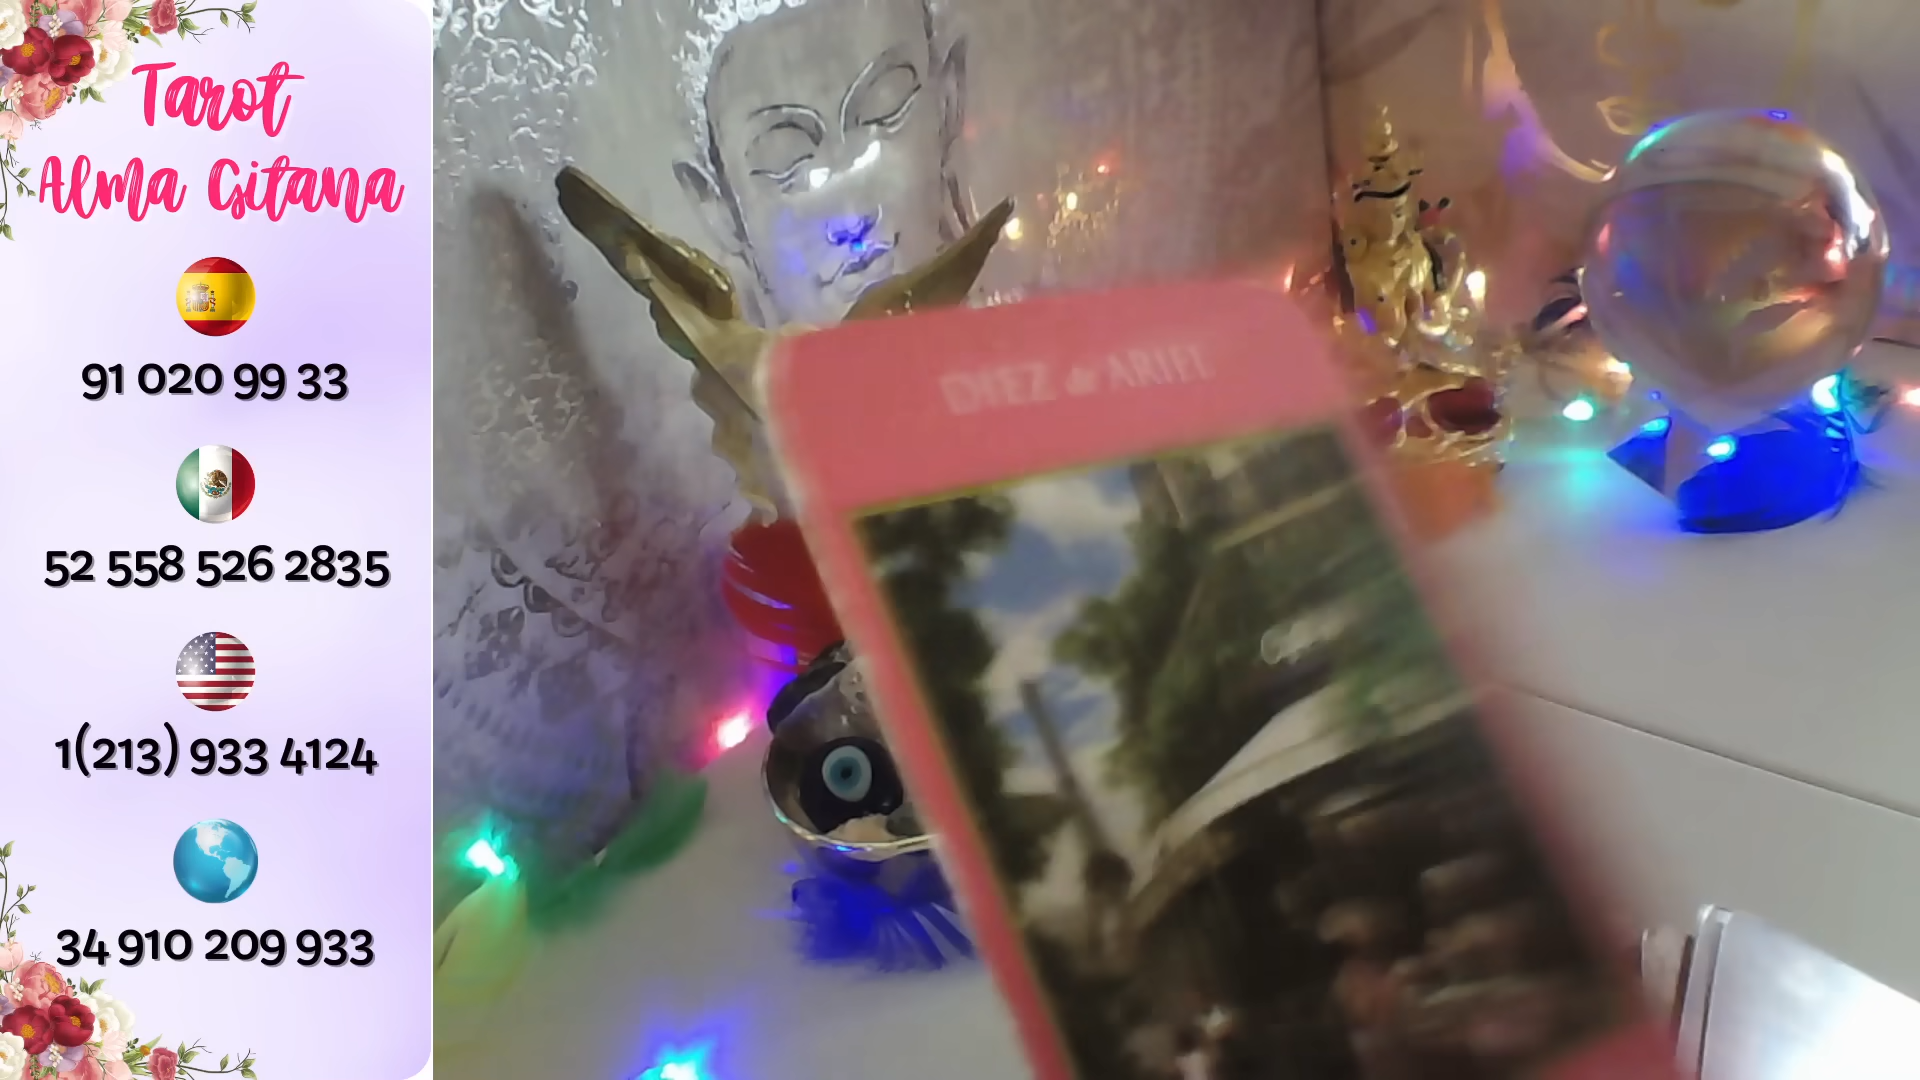 Tarot
Alma Gitana
91 020 99 33
52 558 526 2835
1(213) 933 4124
34 910 209 933
DIEZ de ARIEL